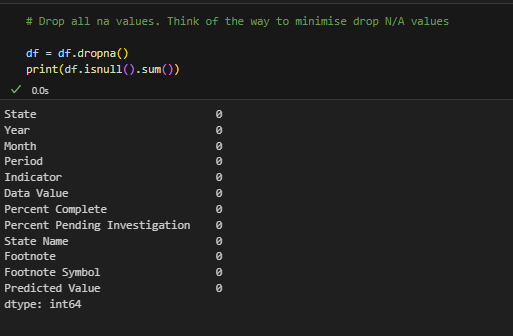 # Drop all na values. Think of the way to minimise drop N/A values
df = df.dropna()
print(df.isnull().sum())
✓ 0.0s
State 0
Year 0
Month 0
Period 0
Indicator 0
Data Value 0
Percent Complete 0
Percent Pending Investigation 0
State Name 0
Footnote 0
Footnote Symbol 0
Predicted Value 0
dtype: int64